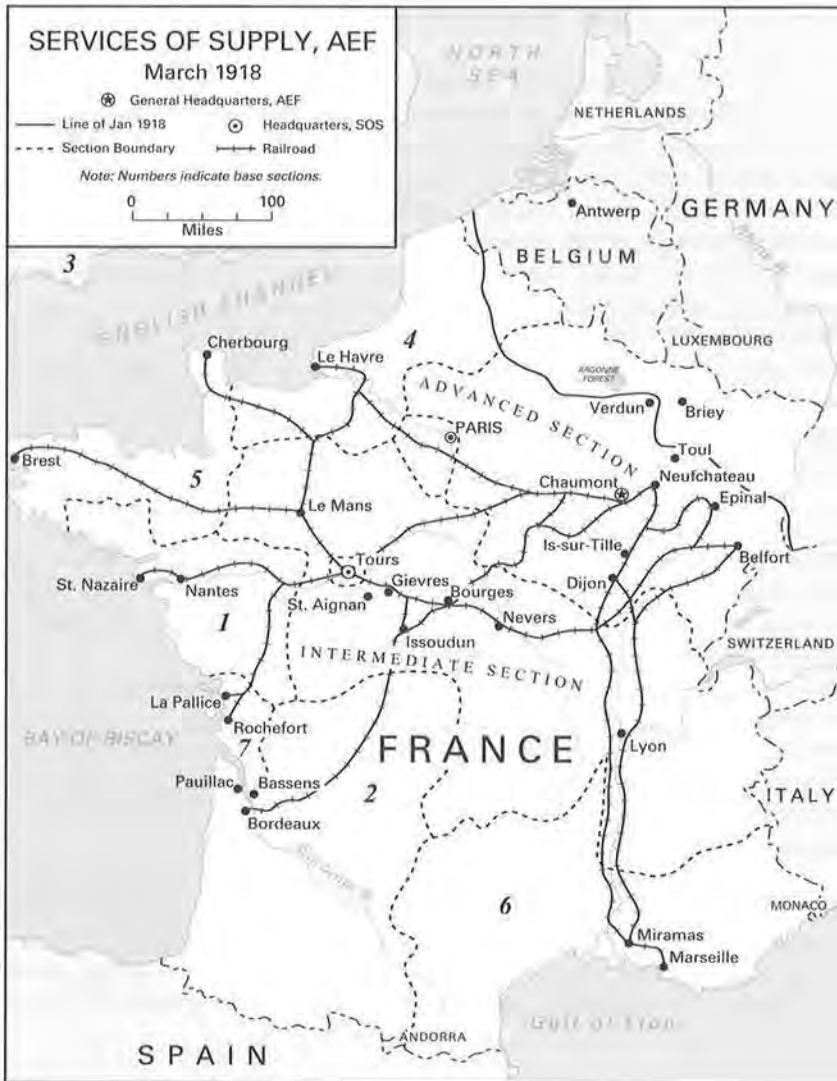 SERVICES OF SUPPLY, AEF
March 1918
General Headquarters, AEF
Line of Jan 1918
Headquarters, SOS
Section Boundary
Railroad
Note: Numbers indicate base sections.
0 100
Miles
NORTH
SEA
NETHERLANDS
Antwerp
GERMANY
BELGIUM
3
ENGLISH CHANNEL
LUXEMBOURG
Cherbourg
Le Havre
4
ARGONNE
FOREST
ADVANCED SECTION
Verdun
Briey
PARIS
Toul
Brest
5
Chaumont
Neufchateau
Le Mans
Epinal
Is-sur-Tille
Belfort
Tours
St. Nazaire
Nantes
Gievres
Bourges
Dijon
St. Aignan
1
Nevers
Issoudun
SWITZERLAND
INTERMEDIATE SECTION
La Pallice
Rochefort
BAY OF BISCAY
7
FRANCE
Lyon
Pauillac
Bassens
2
ITALY
Bordeaux
6
MONACO
Miramas
Marseille
Gulf of Lion
ANDORRA
SPAIN